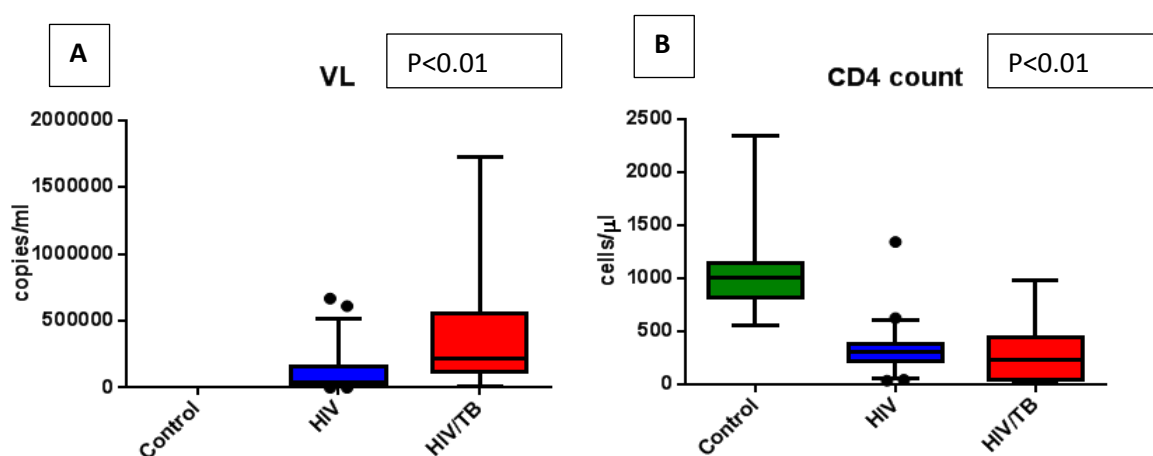 A
P<0.01
VL
2000000
1500000
1000000
500000
0
copies/ml
Control
HIV
HIV/TB
B
P<0.01
CD4 count
2500
2000
1500
1000
500
0
cells/µl
Control
HIV
HIV/TB